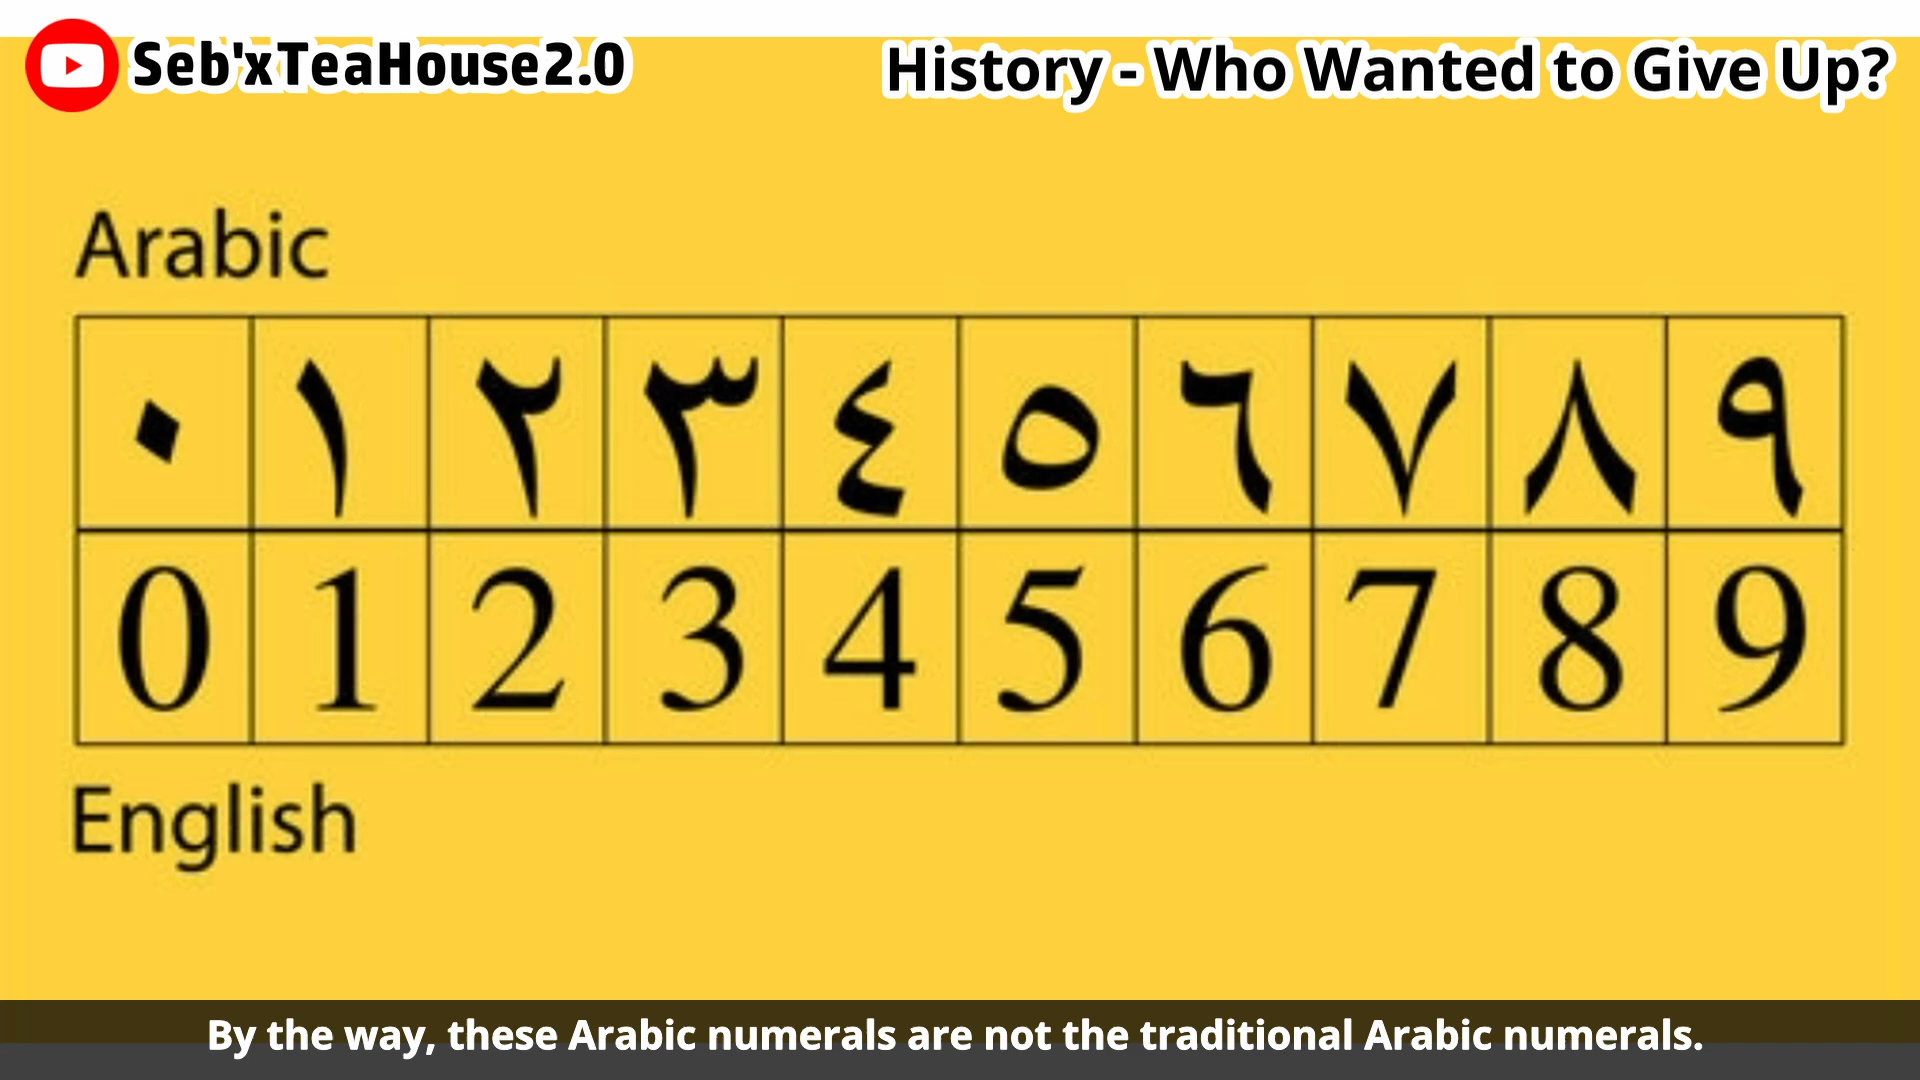 Seb'xTeaHouse2.0
History - Who Wanted to Give Up?
Arabic
٠ ١ ٢ ٣ ٤ ٥ ٦ ٧ ٨ ٩
0 1 2 3 4 5 6 7 8 9
English
By the way, these Arabic numerals are not the traditional Arabic numerals.